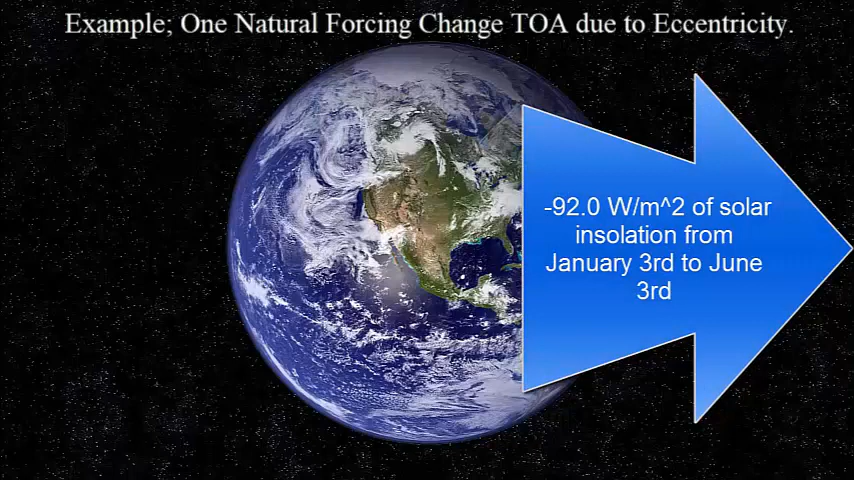 Example; One Natural Forcing Change TOA due to Eccentricity.
-92.0 W/m^2 of solar
insolation from
January 3rd to June
3rd